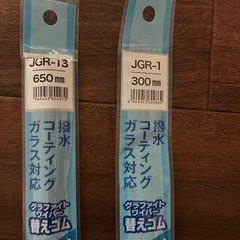 JGR-13
650mm
撥水
コーティング
ガラス対応
グラファイト
ワイパー
替えゴム
JGR-1
300mm
撥水
コーティング
ガラス対応
グラファイト
ワイパー
替えゴム